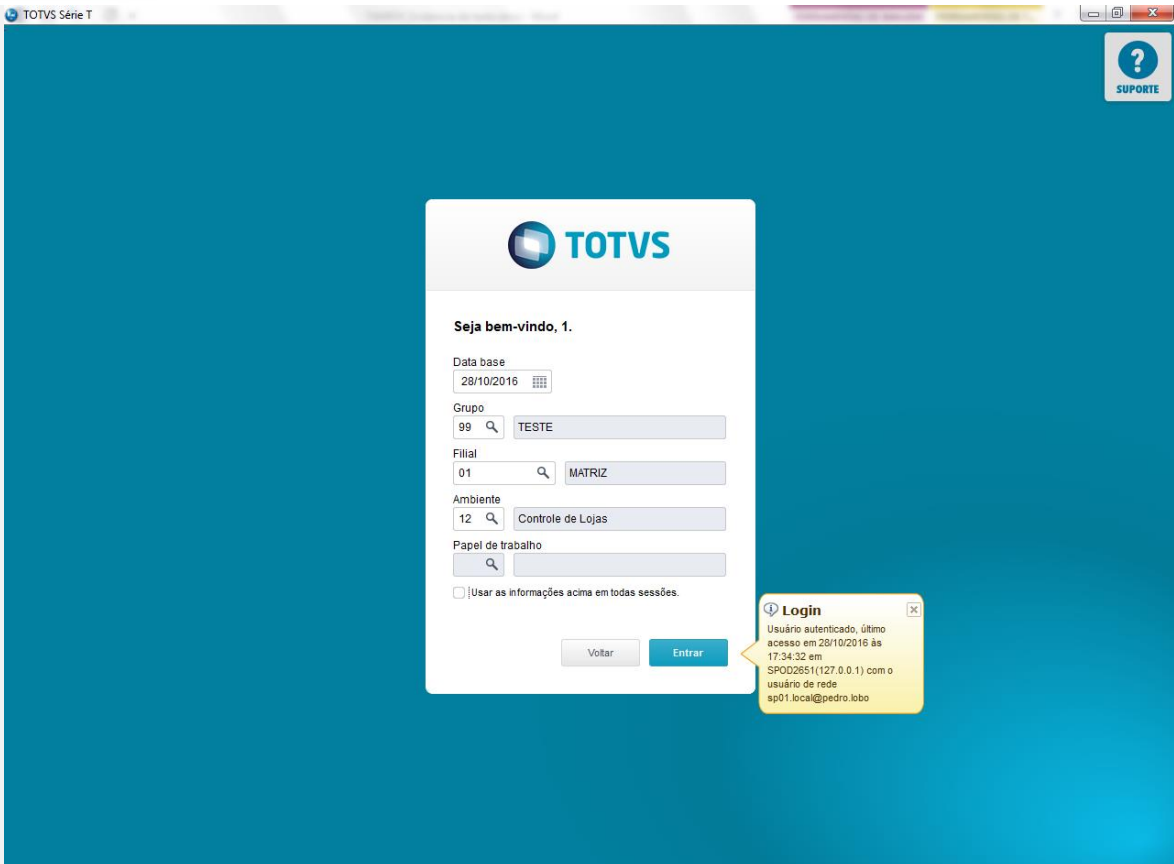 TOTVS Série T
?
SUPORTE
TOTVS
Seja bem-vindo, 1.
Data base
28/10/2016
Grupo
99 TESTE
Filial
01 MATRIZ
Ambiente
12 Controle de Lojas
Papel de trabalho
Usar as informações acima em todas sessões.
Voltar Entrar
Login
Usuário autenticado, último
acesso em 28/10/2016 às
17:34:32 em
SPOD2651(127.0.0.1) com o
usuário de rede
sp01.local@pedro.lobo